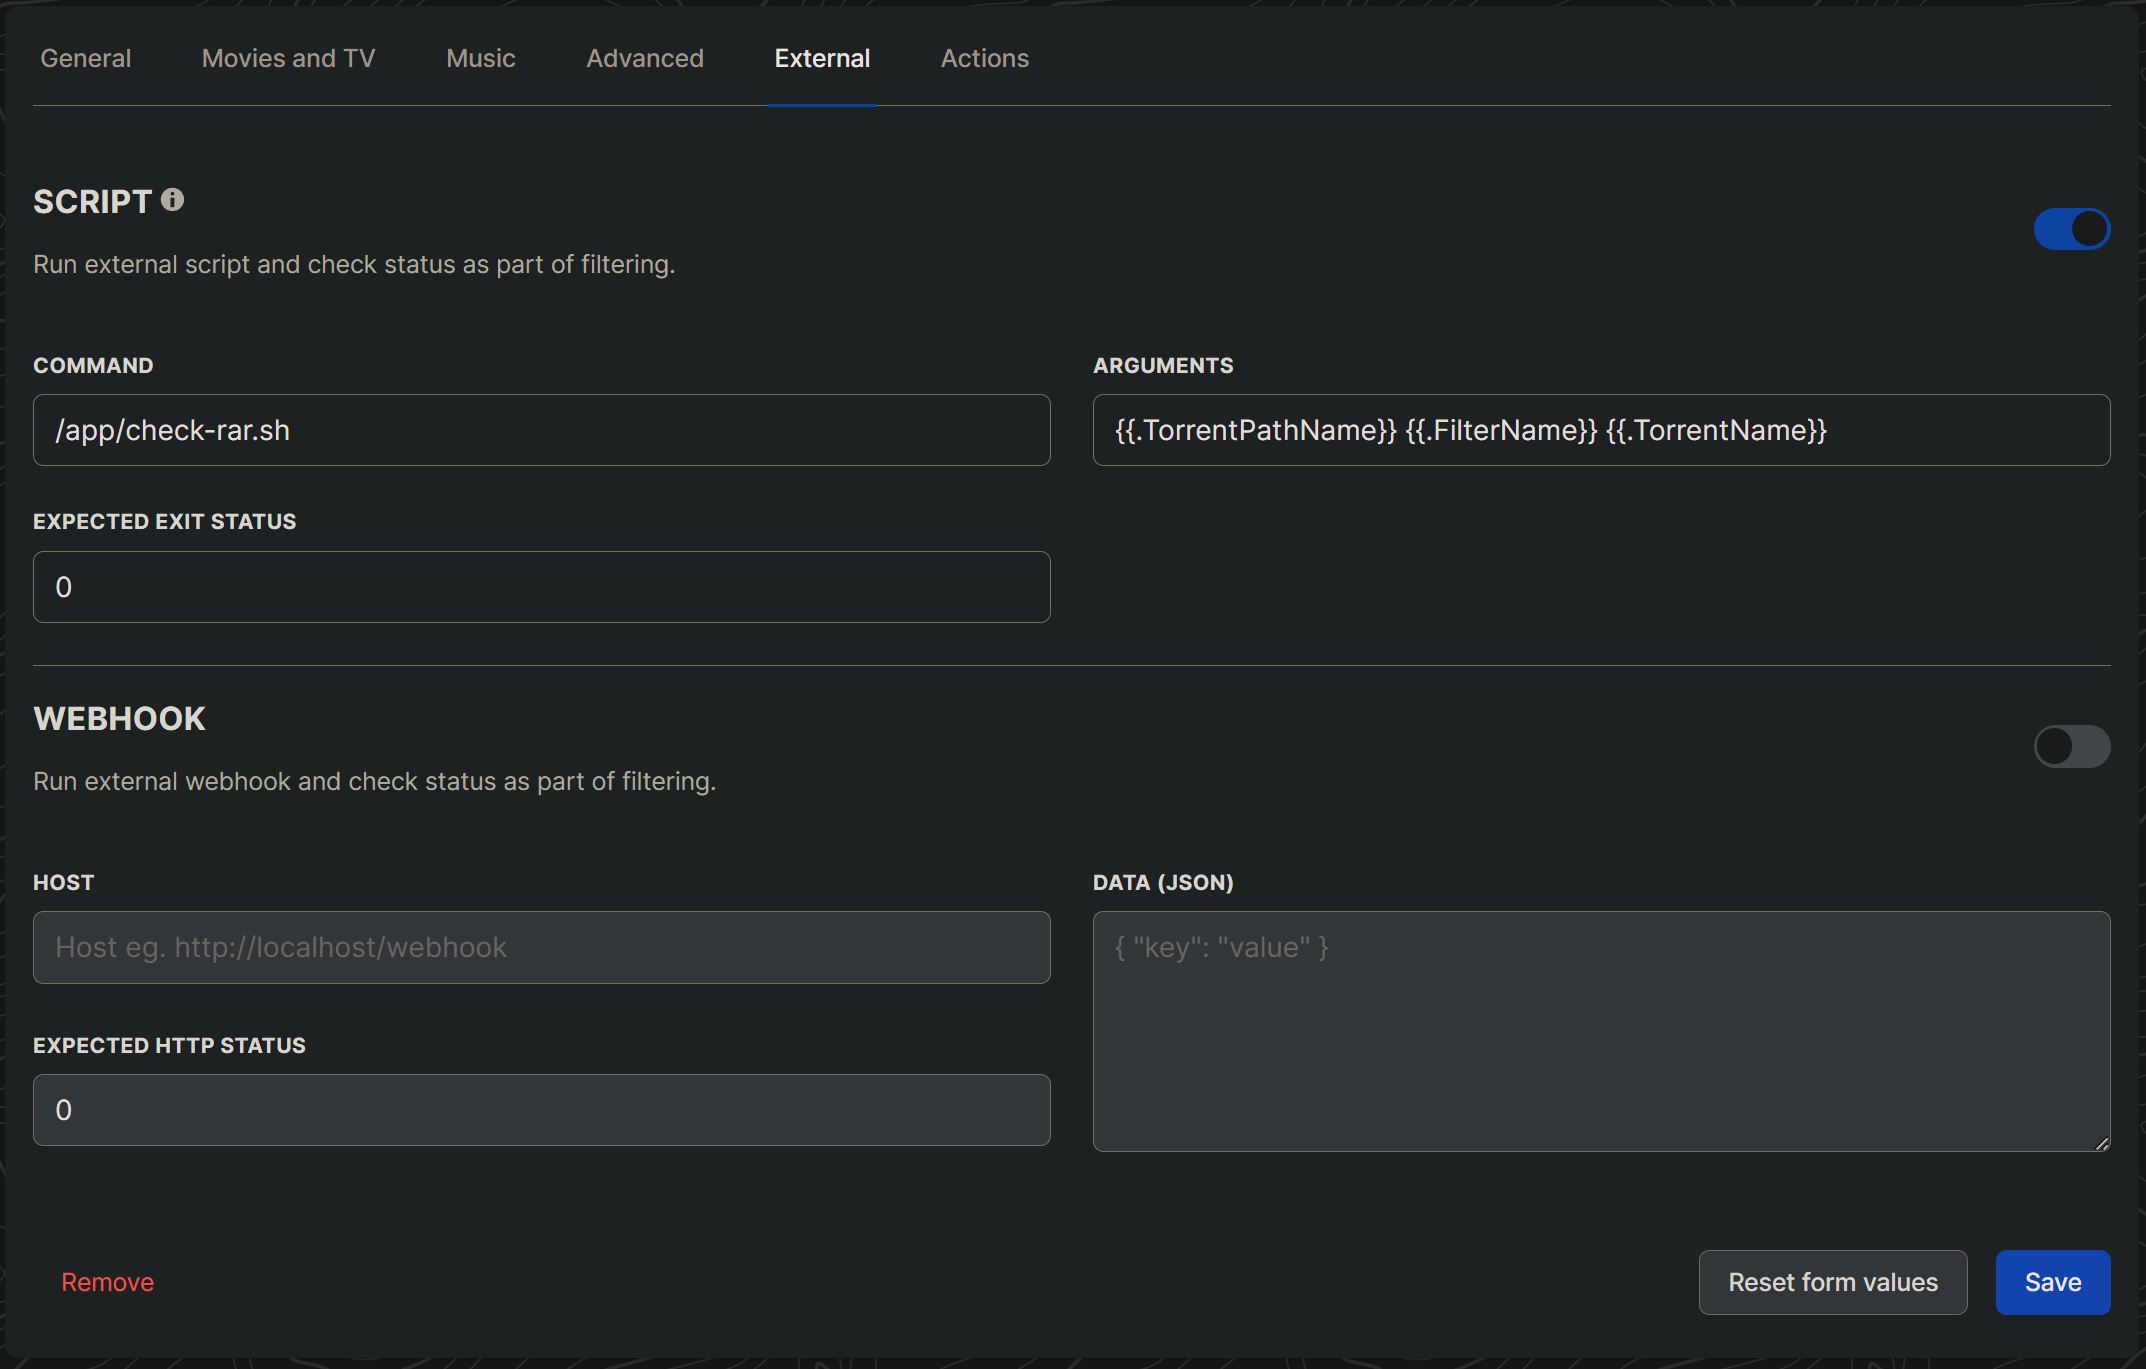 General Movies and TV Music Advanced External Actions
SCRIPT
Run external script and check status as part of filtering.
COMMAND
/app/check-rar.sh
ARGUMENTS
{{.TorrentPathName}} {{.FilterName}} {{.TorrentName}}
EXPECTED EXIT STATUS
0
WEBHOOK
Run external webhook and check status as part of filtering.
HOST
Host eg. http://localhost/webhook
DATA (JSON)
{ "key": "value" }
EXPECTED HTTP STATUS
0
Remove
Reset form values
Save